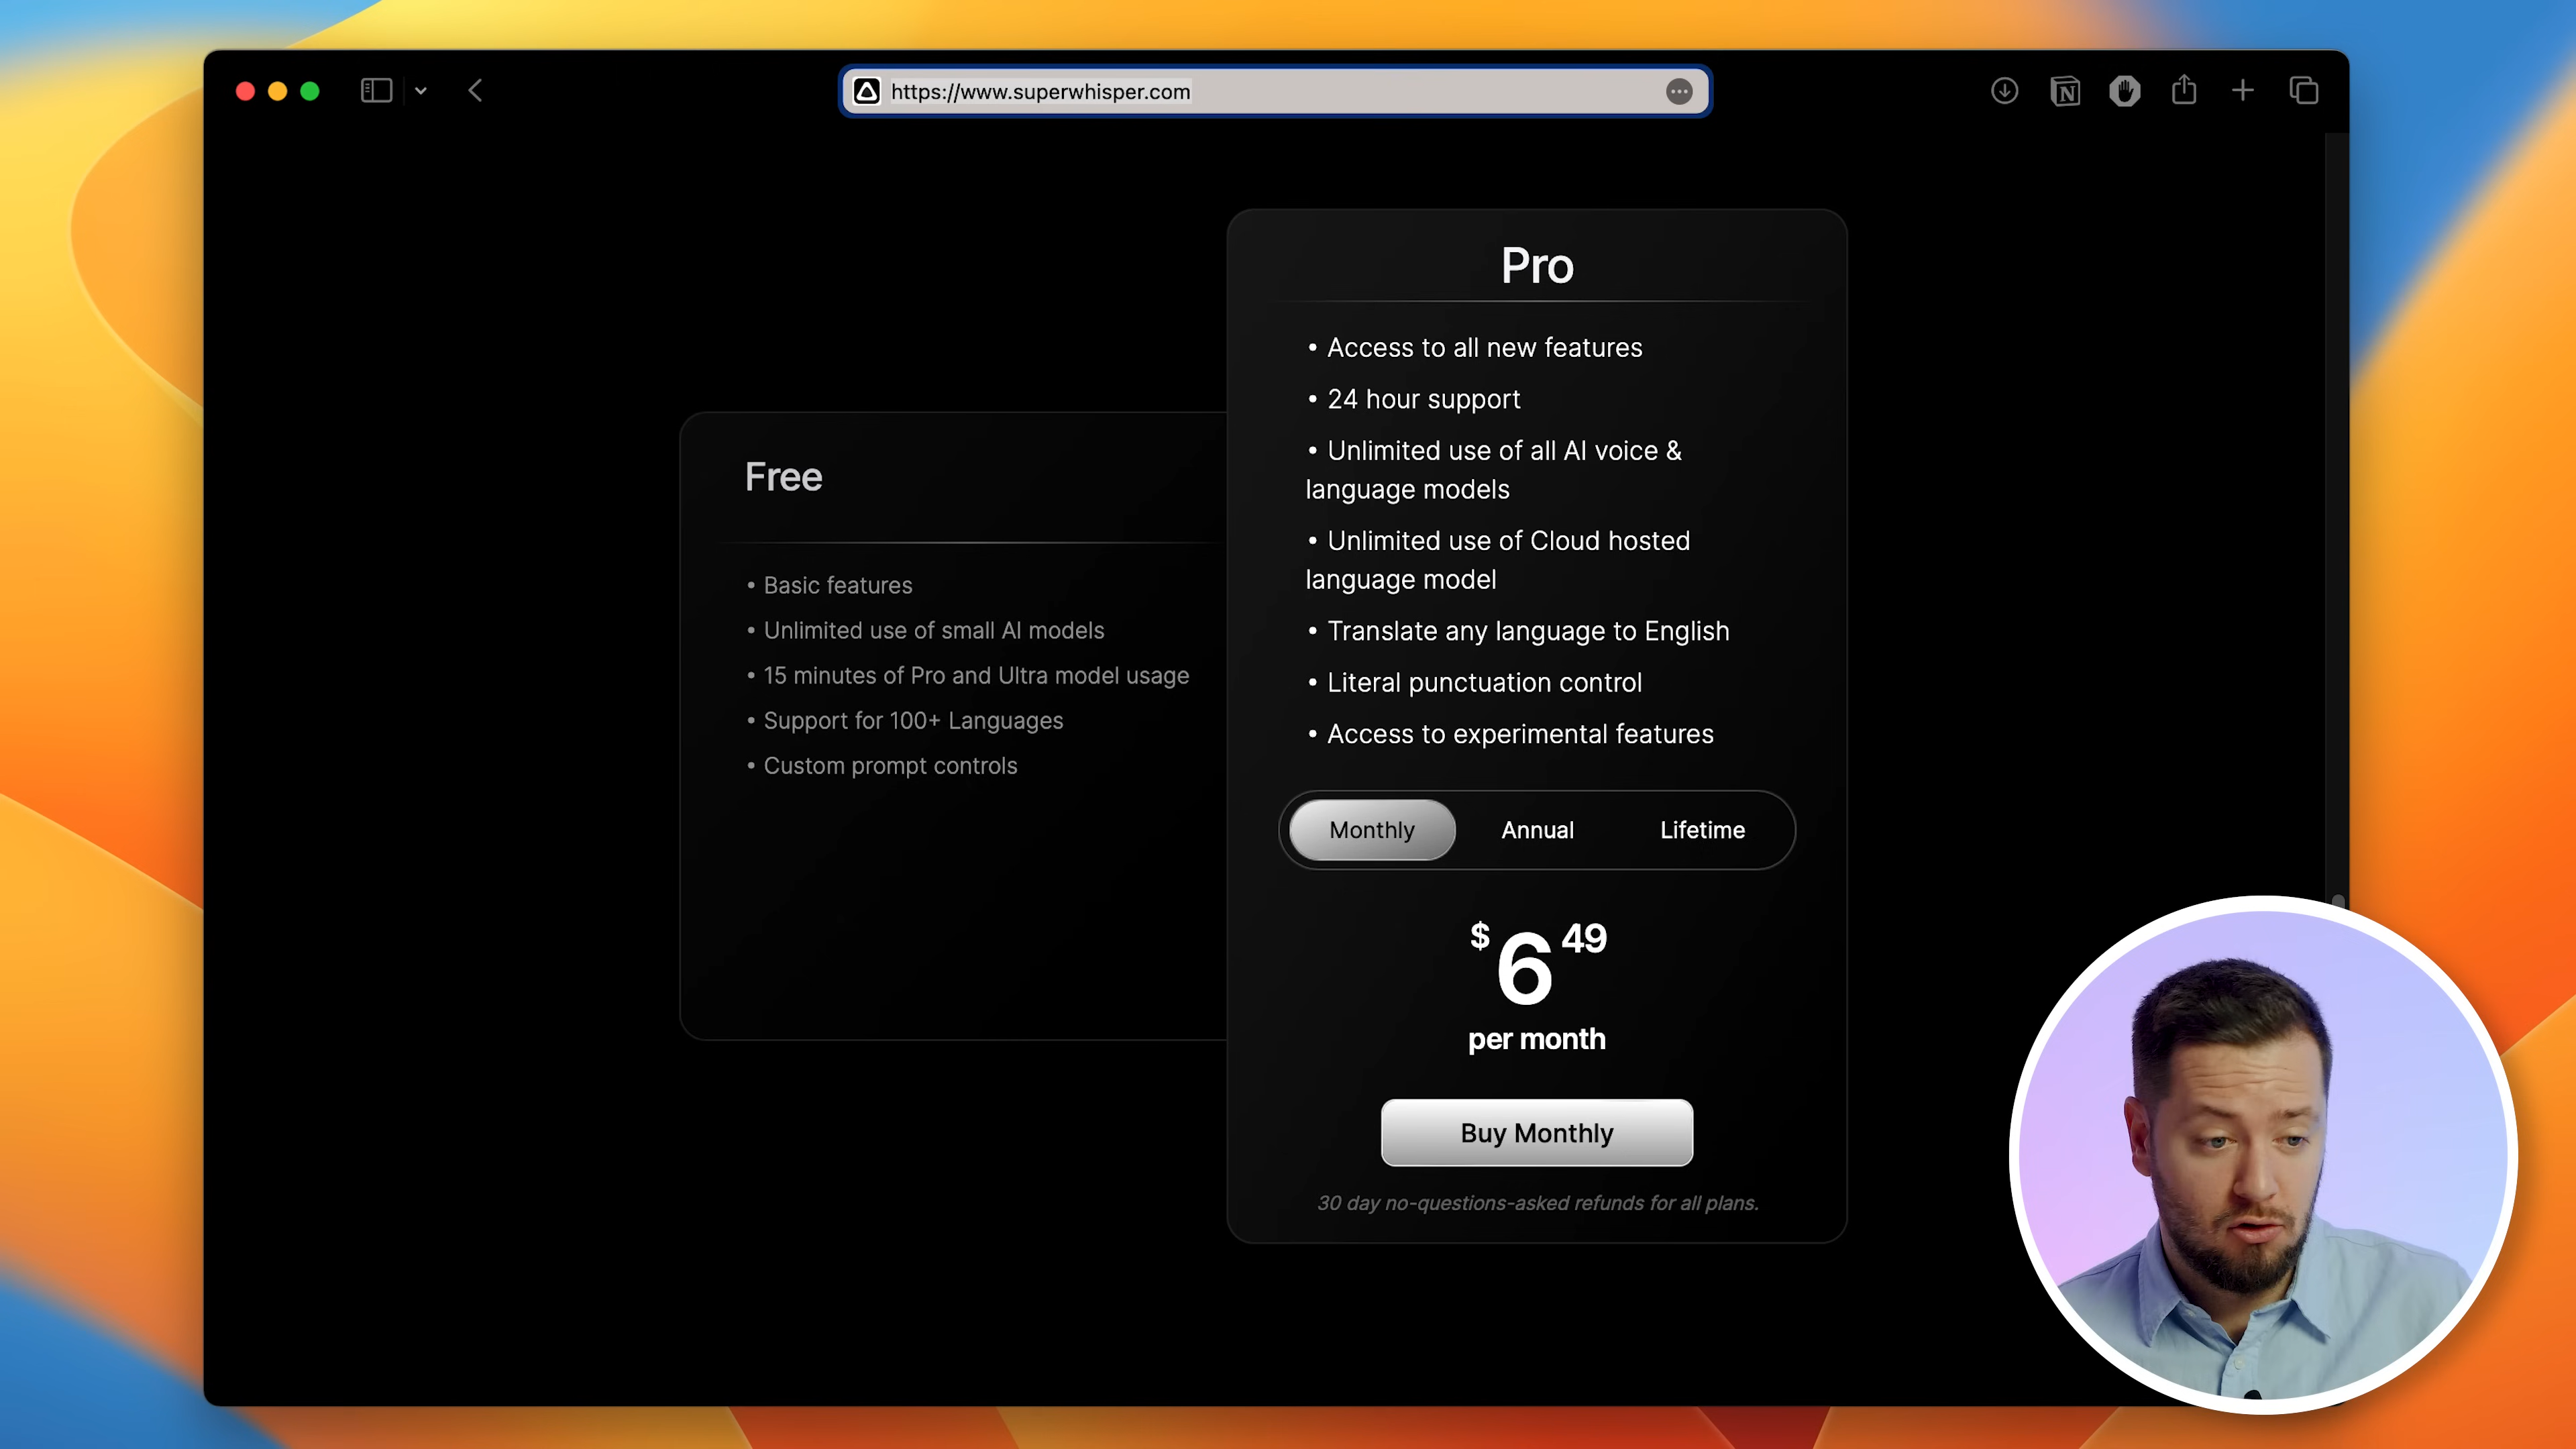 https://www.superwhisper.com
Free
• Basic features
• Unlimited use of small AI models
• 15 minutes of Pro and Ultra model usage
• Support for 100+ Languages
• Custom prompt controls
Pro
• Access to all new features
• 24 hour support
• Unlimited use of all AI voice &
language models
• Unlimited use of Cloud hosted
language model
• Translate any language to English
• Literal punctuation control
• Access to experimental features
Monthly Annual Lifetime
$6 49
per month
Buy Monthly
30 day no-questions-asked refunds for all plans.